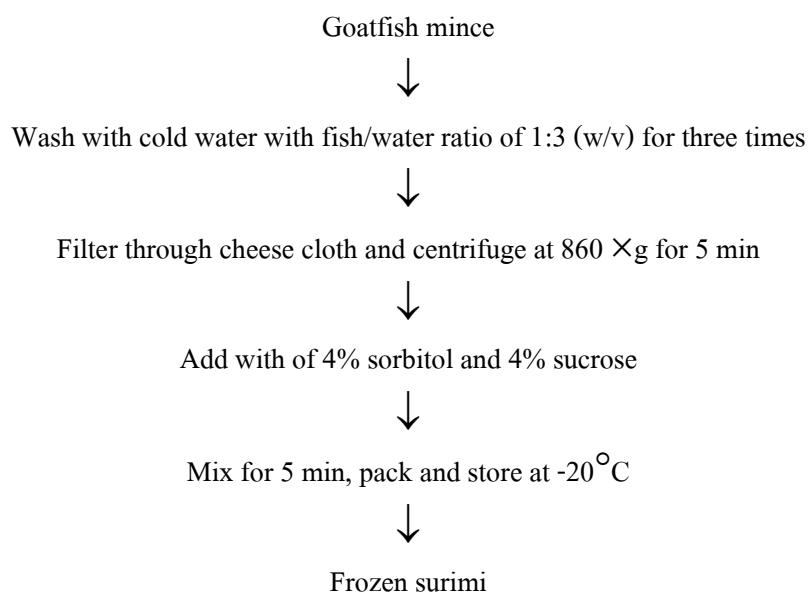 Goatfish mince
↓
Wash with cold water with fish/water ratio of 1:3 (w/v) for three times
↓
Filter through cheese cloth and centrifuge at 860 ×g for 5 min
↓
Add with of 4% sorbitol and 4% sucrose
↓
Mix for 5 min, pack and store at -20°C
↓
Frozen surimi